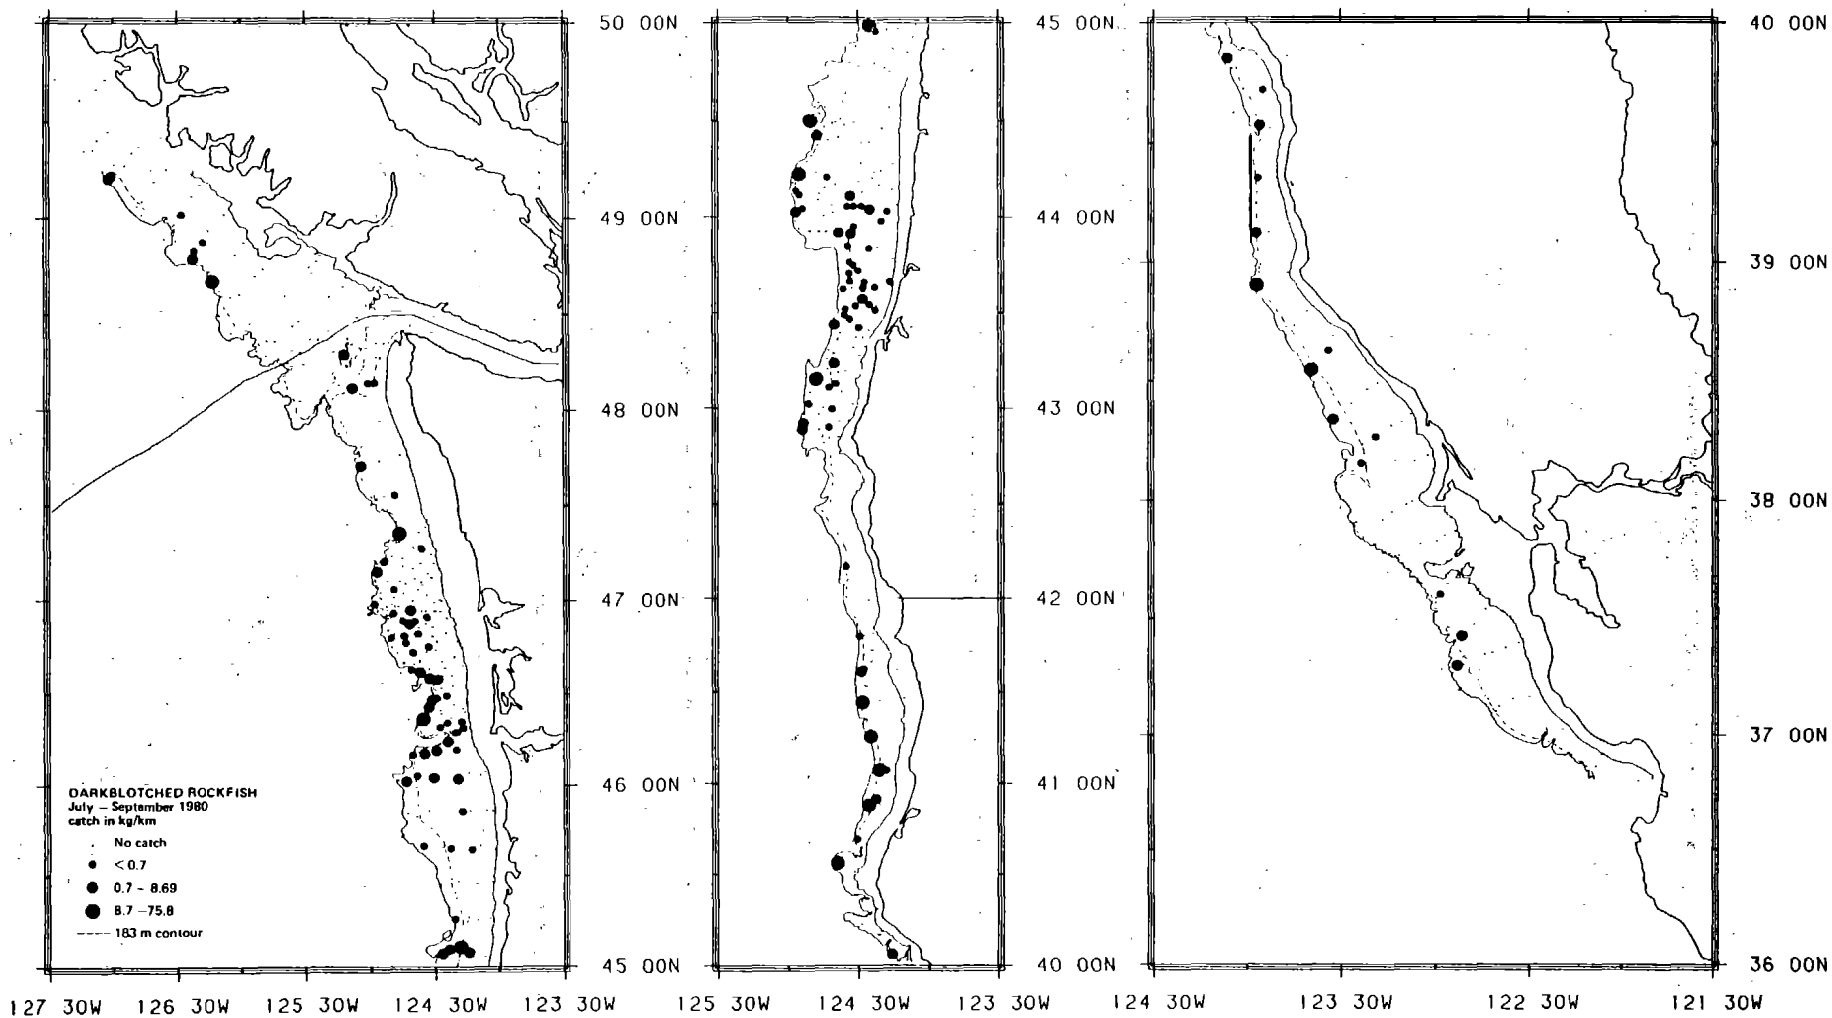 50 00N
49 00N
48 00N
47 00N
46 00N
45 00N
DARKBLOTCHED ROCKFISH
July – September 1980
catch in kg/km
No catch
< 0.7
0.7 - 8.69
8.7 -75.8
183 m contour
127 30W 126 30W 125 30W 124 30W 123 30W
45 00N
44 00N
43 00N
42 00N
41 00N
40 00N
125 30W 124 30W 123 30W
40 00N
39 00N
38 00N
37 00N
36 00N
124 30W 123 30W 122 30W 121 30W